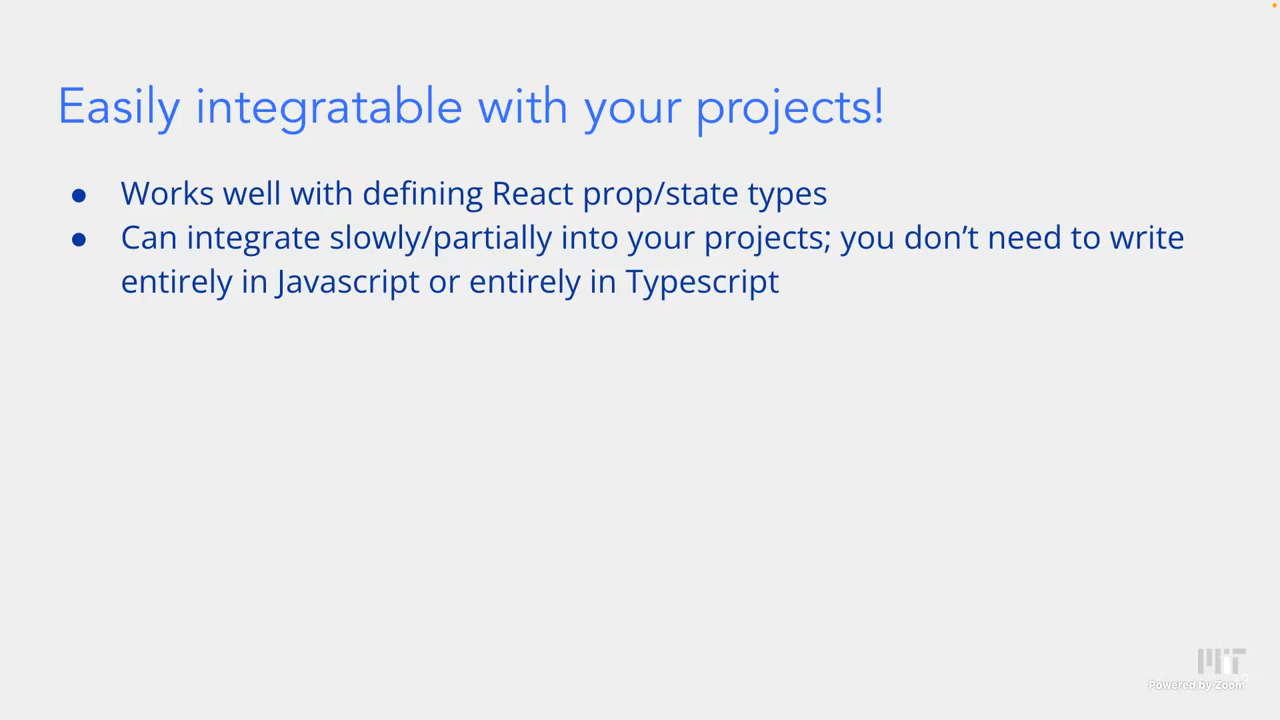 Easily integratable with your projects!
● Works well with defining React prop/state types
● Can integrate slowly/partially into your projects; you don't need to write
entirely in Javascript or entirely in Typescript
MIT
Powered by Zoom